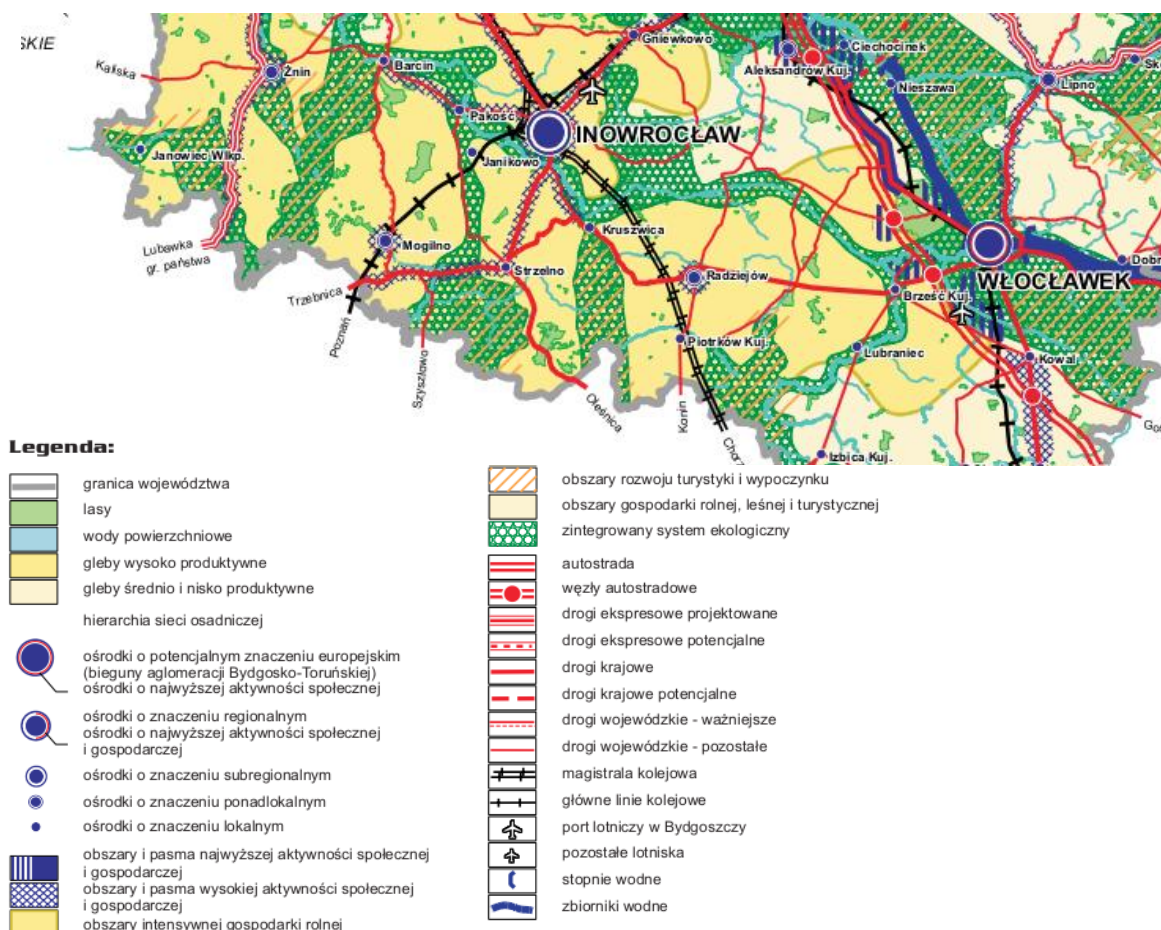 SKIE
Kaliska
Żnin
Barcin
Gniewkowo
Ciechocinek
Aleksandrów Kuj.
Nieszawa
Lipno
Sk
Pakość
INOWROCŁAW
Janowiec Wlkp.
Janikowo
Kruszwica
Mogilno
Lubawka
gr. państwa
Strzelno
Radziejów
Trzebnica
WŁOCŁAWEK
Dobr
Brześć Kuj.
Poznań
Szyszłowo
Piotrków Kuj.
Lubraniec
Kowal
Oleśnica
Konin
Chorz
Izbica Kuj.
Go
Legenda:
granica województwa
lasy
wody powierzchniowe
gleby wysoko produktywne
gleby średnio i nisko produktywne
hierarchia sieci osadniczej
ośrodki o potencjalnym znaczeniu europejskim
(bieguny aglomeracji Bydgosko-Toruńskiej)
ośrodki o najwyższej aktywności społecznej
ośrodki o znaczeniu regionalnym
ośrodki o najwyższej aktywności społecznej
i gospodarczej
ośrodki o znaczeniu subregionalnym
ośrodki o znaczeniu ponadlokalnym
ośrodki o znaczeniu lokalnym
obszary i pasma najwyższej aktywności społecznej
i gospodarczej
obszary i pasma wysokiej aktywności społecznej
i gospodarczej
obszary intensywnej gospodarki rolnej
obszary rozwoju turystyki i wypoczynku
obszary gospodarki rolnej, leśnej i turystycznej
zintegrowany system ekologiczny
autostrada
węzły autostradowe
drogi ekspresowe projektowane
drogi ekspresowe potencjalne
drogi krajowe
drogi krajowe potencjalne
drogi wojewódzkie - ważniejsze
drogi wojewódzkie - pozostałe
magistrala kolejowa
główne linie kolejowe
port lotniczy w Bydgoszczy
pozostałe lotniska
stopnie wodne
zbiorniki wodne